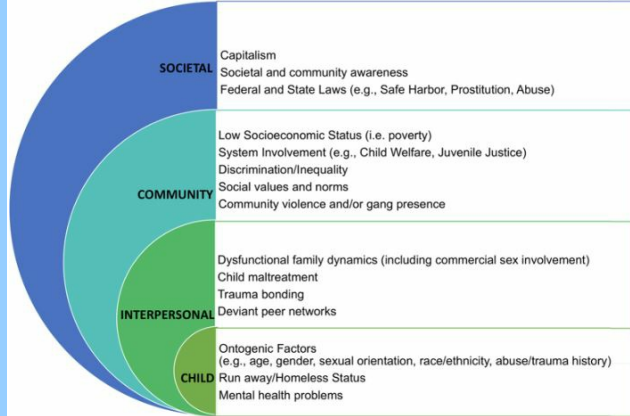 SOCIETAL
Capitalism
Societal and community awareness
Federal and State Laws (e.g., Safe Harbor, Prostitution, Abuse)
COMMUNITY
Low Socioeconomic Status (i.e. poverty)
System Involvement (e.g., Child Welfare, Juvenile Justice)
Discrimination/Inequality
Social values and norms
Community violence and/or gang presence
INTERPERSONAL
Dysfunctional family dynamics (including commercial sex involvement)
Child maltreatment
Trauma bonding
Deviant peer networks
CHILD
Ontogenic Factors
(e.g., age, gender, sexual orientation, race/ethnicity, abuse/trauma history)
Run away/Homeless Status
Mental health problems